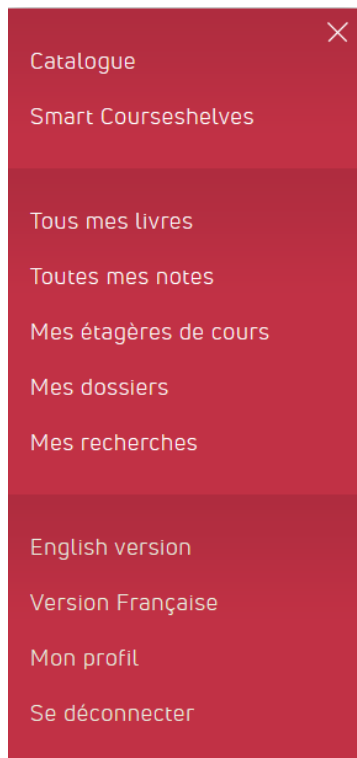 Catalogue
Smart Courseshelves
Tous mes livres
Toutes mes notes
Mes étagères de cours
Mes dossiers
Mes recherches
English version
Version Française
Mon profil
Se déconnecter